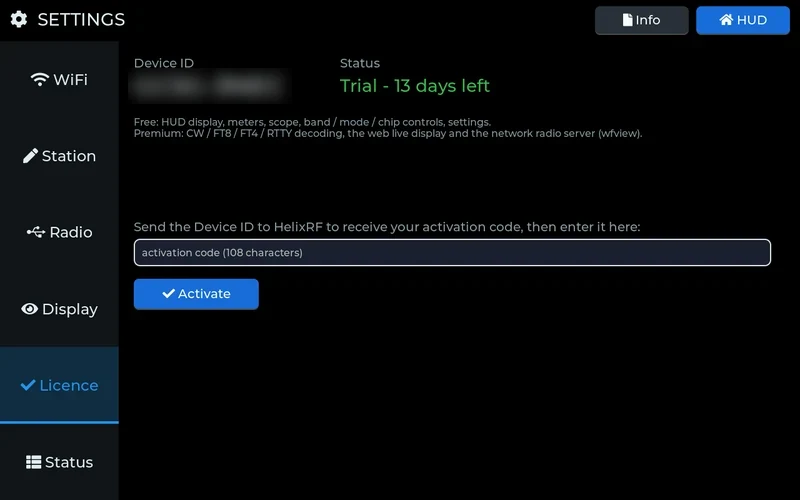 SETTINGS
Info
HUD
WiFi
Station
Radio
Display
Licence
Status
Device ID
Status
Trial - 13 days left
Free: HUD display, meters, scope, band / mode / chip controls, settings.
Premium: CW / FT8 / FT4 / RTTY decoding, the web live display and the network radio server (wfview).
Send the Device ID to HelixRF to receive your activation code, then enter it here:
activation code (108 characters)
Activate